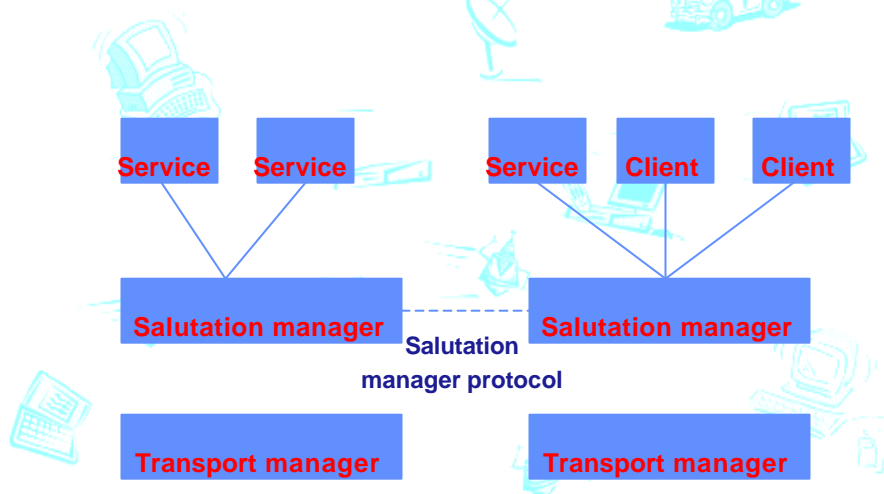 Service Service Service Client Client
Salutation manager Salutation manager
Salutation
manager protocol
Transport manager Transport manager